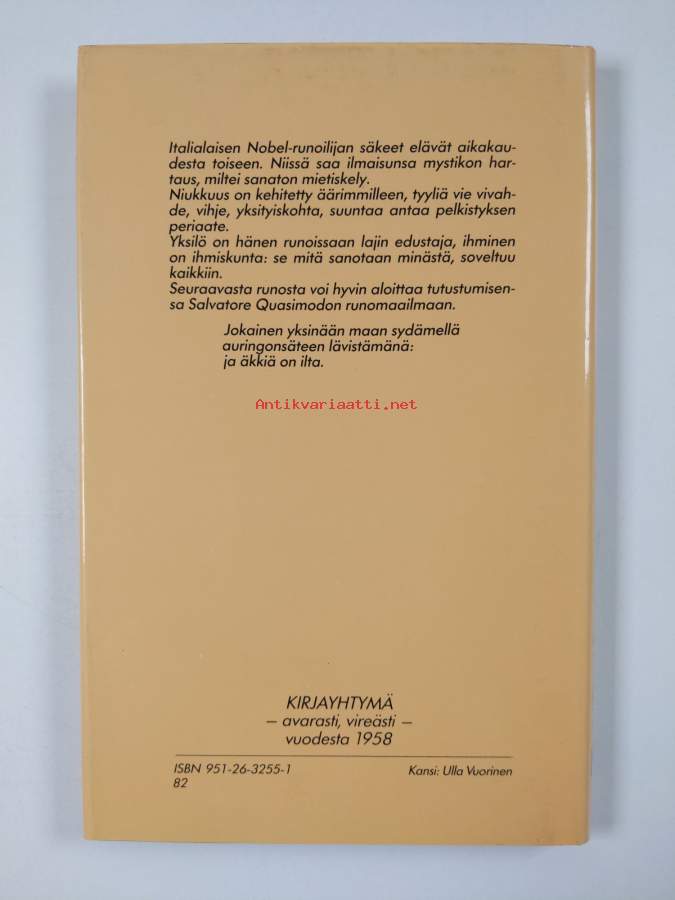 Italialaisen Nobel-runoilijan säkeet elävät aikakau-
desta toiseen. Niissä saa ilmaisunsa mystikon har-
taus, miltei sanaton mietiskely.
Niukkuus on kehitetty äärimmilleen, tyyliä vie vivah-
de, vihje, yksityiskohta, suuntaa antaa pelkistyksen
periaate.
Yksilö on hänen runoissaan lajin edustaja, ihminen
on ihmiskunta: se mitä sanotaan minästä, soveltuu
kaikkiin.
Seuraavasta runosta voi hyvin aloittaa tutustumisen-
sa Salvatore Quasimodon runomaailmaan.
Jokainen yksinään maan sydämellä
auringonsäteen lävistämänä:
ja äkkiä on ilta.
Antikvariaatti.net
KIRJAYHTYMÄ
– avarasti, vireästi –
vuodesta 1958
ISBN 951-26-3255-1 Kansi: Ulla Vuorinen
82